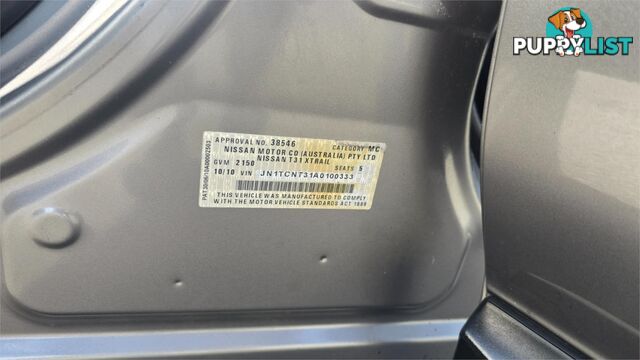 PUPPYLIST
APPROVAL NO. 38546 CATEGORY MC
NISSAN MOTOR CO (AUSTRALIA) PTY LTD
NISSAN T31 XTRAIL
GVM 2150 SEATS 5
10/10 VIN JN1TCNT31A0100333
THIS VEHICLE WAS MANUFACTURED TO COMPLY
WITH THE MOTOR VEHICLE STANDARDS ACT 1989